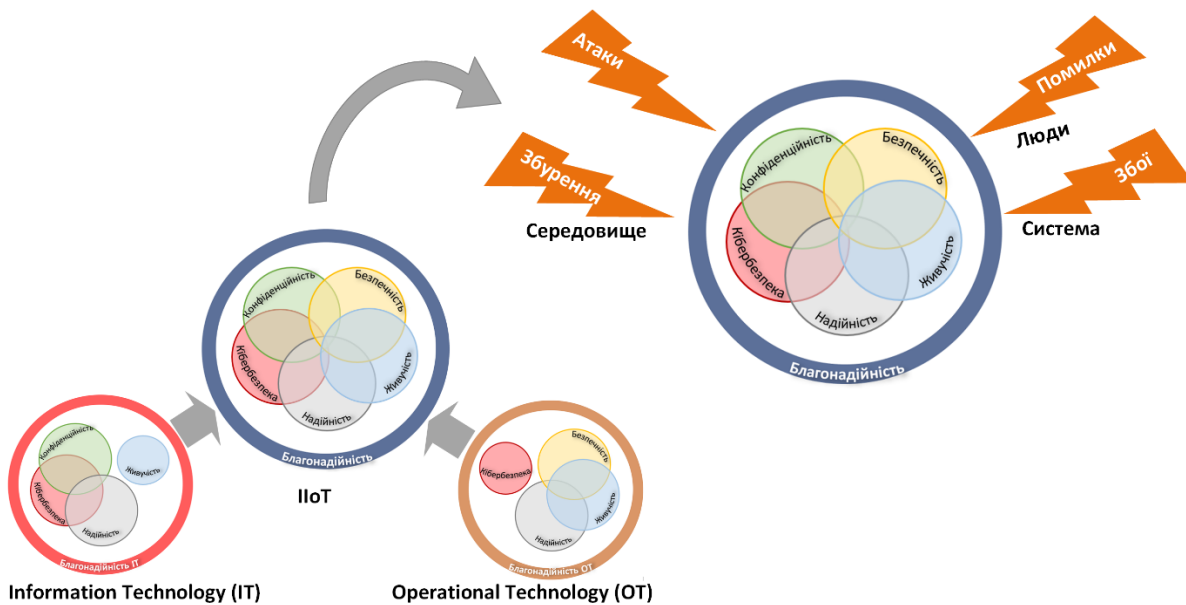 Атаки
Помилки
Люди
Збурення
Середовище
Збої
Система
Конфіденційність
Безпечність
Кібербезпека
Живучість
Надійність
Благонадійність
Конфіденційність
Безпечність
Кібербезпека
Живучість
Надійність
Благонадійність
IIoT
Конфіденційність
Живучість
Кібербезпека
Надійність
Благонадійність IT
Information Technology (IT)
Безпечність
Кібербезпека
Живучість
Надійність
Благонадійність ОТ
Operational Technology (OT)